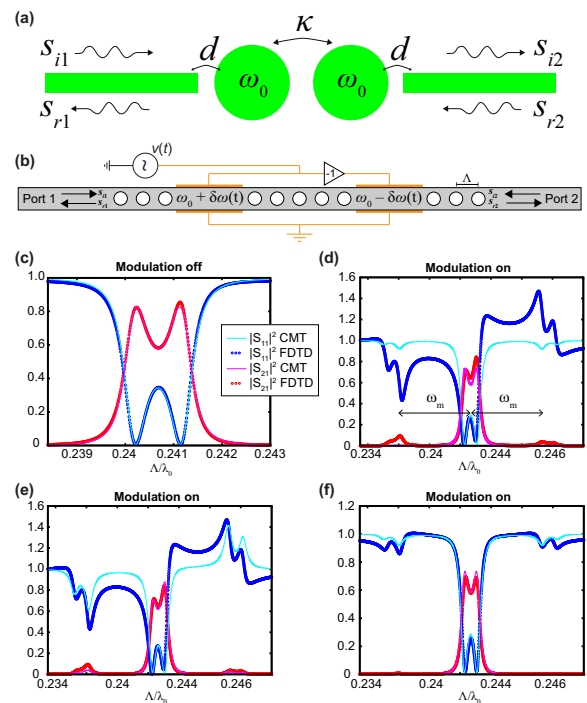 (a)
S_i1
d
κ
d
S_i2
ω_0
ω_0
S_r1
S_r2
(b)
v(t)
-1
Λ
Port 1
s_i1
s_r1
ω_0 + δω(t)
ω_0 − δω(t)
s_i2
s_r2
Port 2
(c)
Modulation off
1.0
0.8
0.6
0.4
0.2
0
0.239
0.24
0.241
0.242
0.243
Λ/λ_0
|S_11|² CMT
|S_11|² FDTD
|S_21|² CMT
|S_21|² FDTD
(d)
Modulation on
1.6
1.4
1.2
1.0
0.8
0.6
0.4
0.2
0
ω_m
ω_m
0.234
0.24
0.244
0.246
Λ/λ_0
(e)
Modulation on
1.6
1.4
1.2
1.0
0.8
0.6
0.4
0.2
0
0.234
0.24
0.244
0.246
Λ/λ_0
(f)
Modulation on
1.2
1.0
0.8
0.6
0.4
0.2
0
0.234
0.24
0.244
0.246
Λ/λ_0